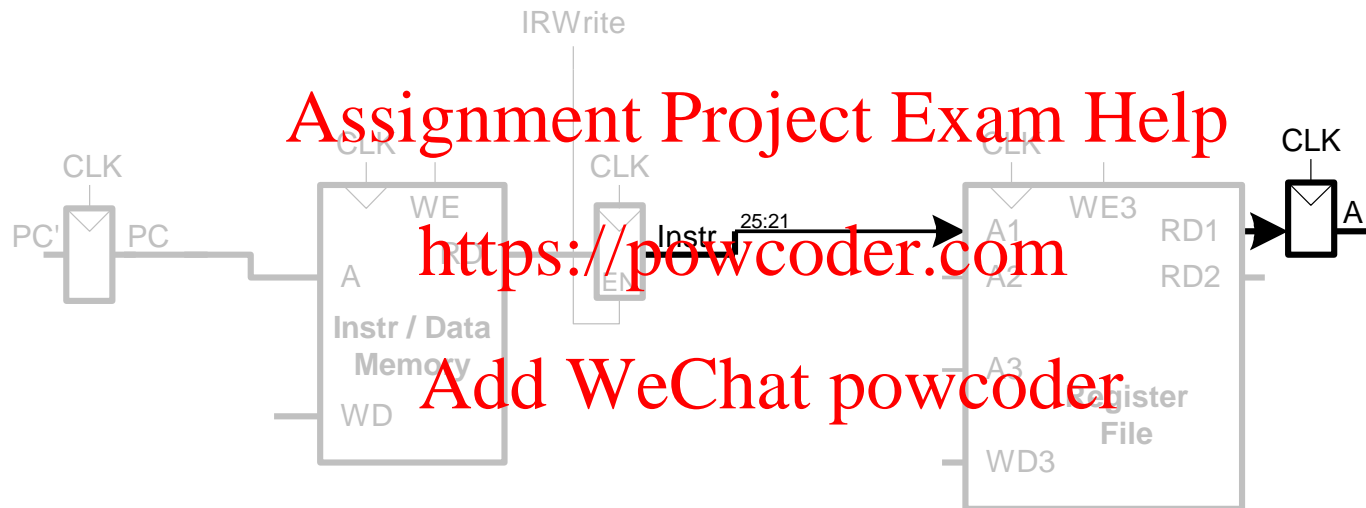 IRWrite
Assignment Project Exam Help
CLK CLK CLK CLK CLK
WE WE3
PC' PC Instr 25:21 A1 RD1 A
https://powcoder.com
RD
A EN A2 RD2
Instr / Data
Memory A3
Add WeChat powcoder
WD Register
File
WD3